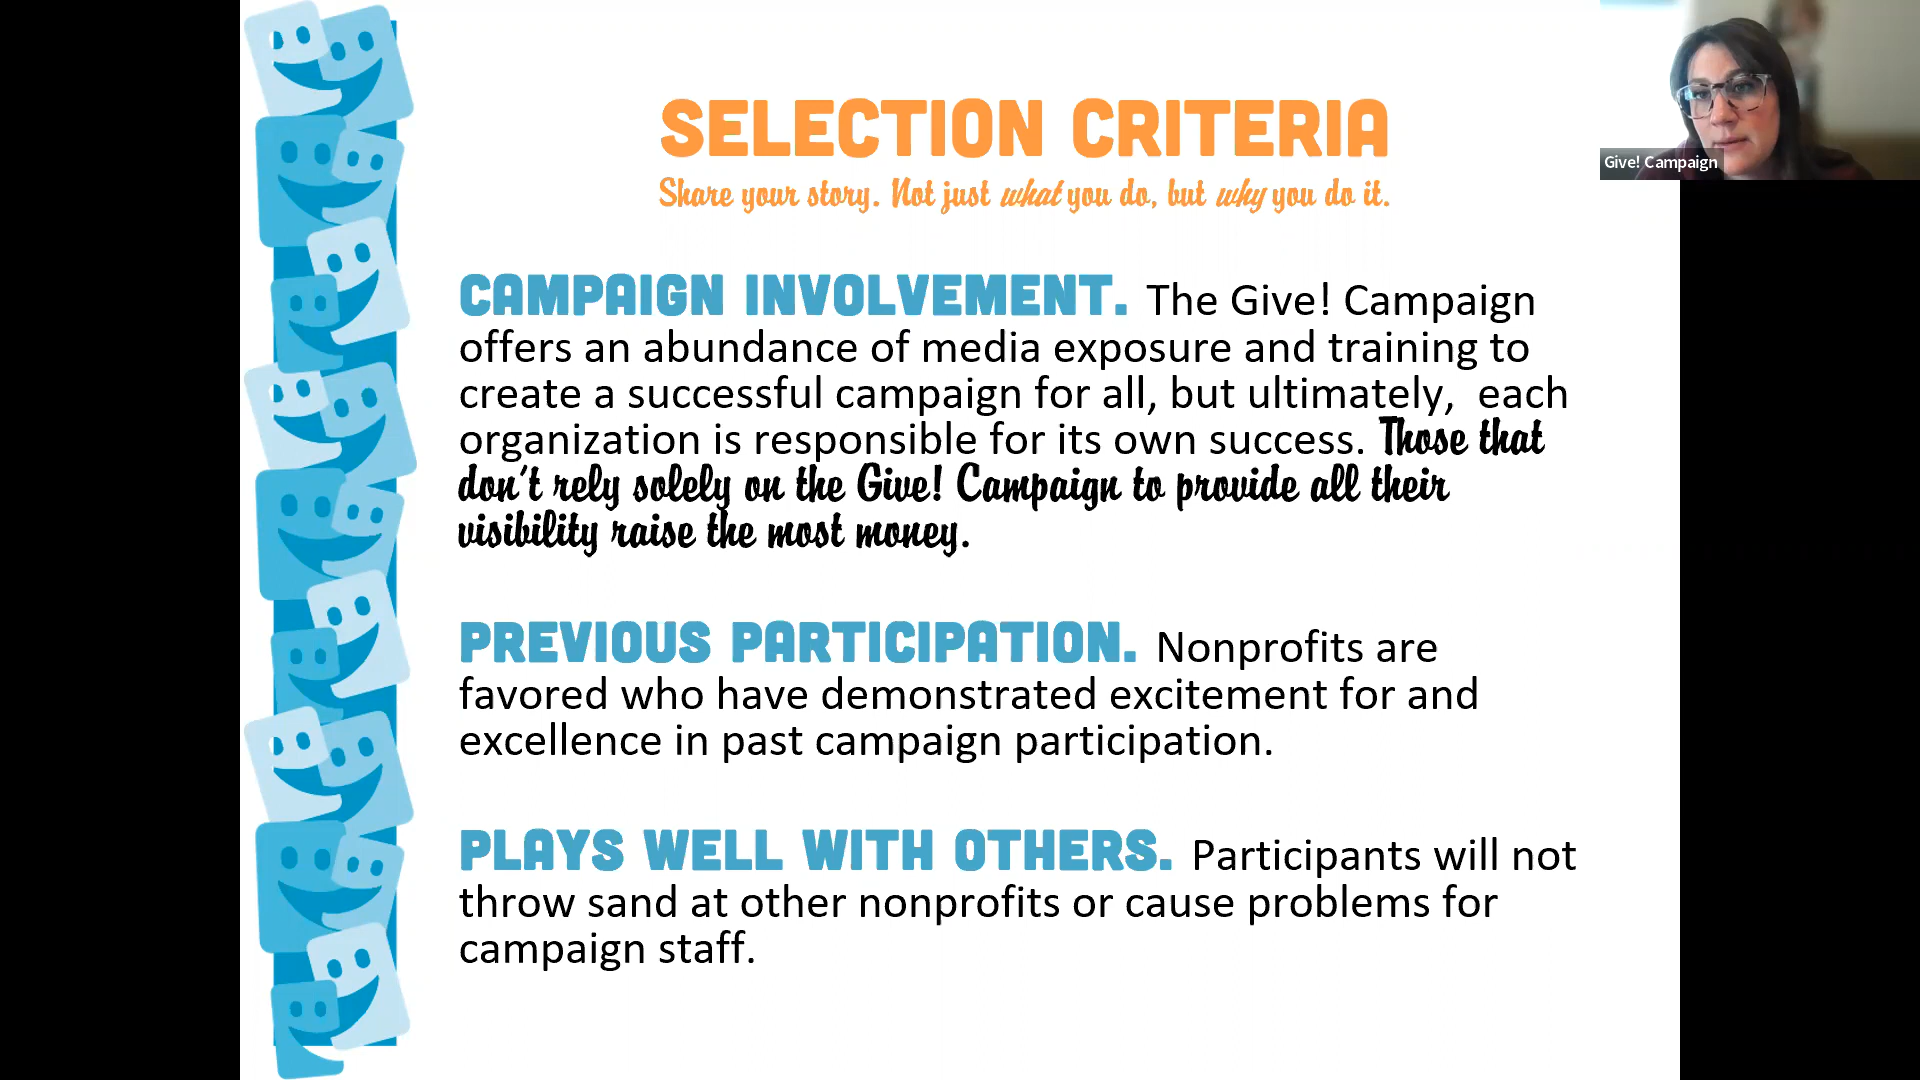 SELECTION CRITERIA
Share your story. Not just what you do, but why you do it.
Give! Campaign
CAMPAIGN INVOLVEMENT. The Give! Campaign
offers an abundance of media exposure and training to
create a successful campaign for all, but ultimately,  each
organization is responsible for its own success. Those that
don't rely solely on the Give! Campaign to provide all their
visibility raise the most money.
PREVIOUS PARTICIPATION. Nonprofits are
favored who have demonstrated excitement for and
excellence in past campaign participation.
PLAYS WELL WITH OTHERS. Participants will not
throw sand at other nonprofits or cause problems for
campaign staff.